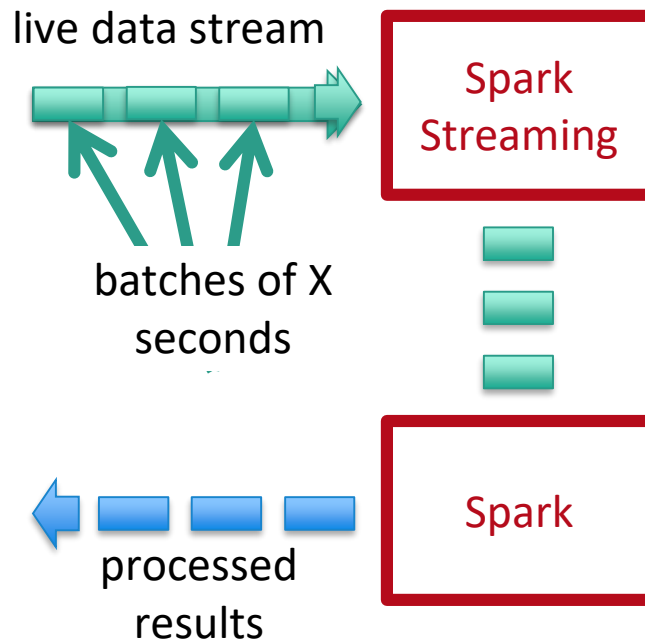 live data stream
Spark
Streaming
batches of X
seconds
Spark
processed
results